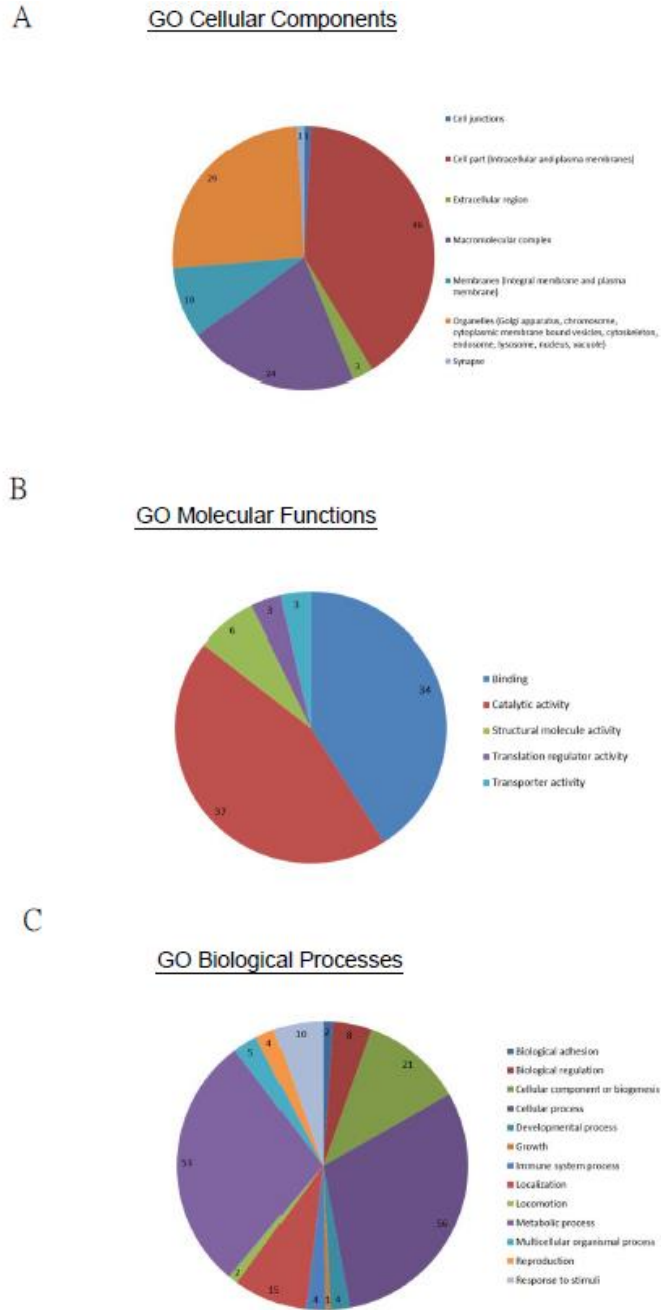 A
GO Cellular Components
1 1
29
46
10
24
2
Cell junctions
Cell part (Intracellular and plasma membranes)
Extracellular region
Macromolecular complex
Membranes (Integral membrane and plasma
membrane)
Organelles (Golgi apparatus, chromosome,
cytoplasmic membrane bound vesicles, cytoskeleton,
endosome, lysosome, nucleus, vacuole)
Synapse
B
GO Molecular Functions
3
3
6
34
37
Binding
Catalytic activity
Structural molecule activity
Translation regulator activity
Transporter activity
C
GO Biological Processes
10
2
8
4
5
21
53
56
2
15
4
1
4
Biological adhesion
Biological regulation
Cellular component or biogenesis
Cellular process
Developmental process
Growth
Immune system process
Localization
Locomotion
Metabolic process
Multicellular organismal process
Reproduction
Response to stimuli